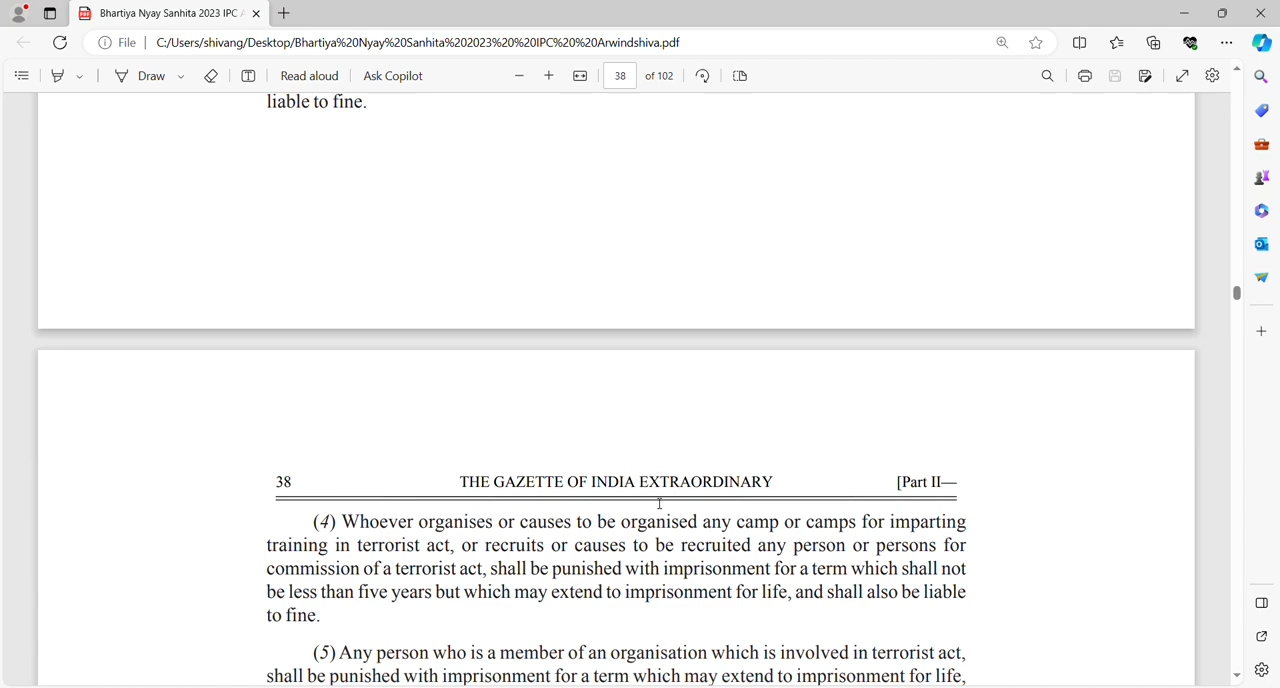 Bhartiya Nyay Sanhita 2023 IPC
File
C:/Users/shivang/Desktop/Bhartiya%20Nyay%20Sanhita%202023%20%20IPC%20%20Arwindshiva.pdf
Draw
Read aloud
Ask Copilot
38
of 102
liable to fine.
38
THE GAZETTE OF INDIA EXTRAORDINARY
[Part II—
(4) Whoever organises or causes to be organised any camp or camps for imparting
training in terrorist act, or recruits or causes to be recruited any person or persons for
commission of a terrorist act, shall be punished with imprisonment for a term which shall not
be less than five years but which may extend to imprisonment for life, and shall also be liable
to fine.
(5) Any person who is a member of an organisation which is involved in terrorist act,
shall be punished with imprisonment for a term which may extend to imprisonment for life,